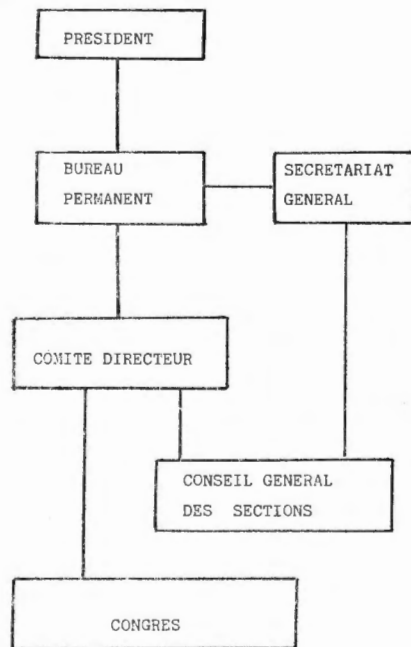 PRESIDENT
BUREAU
PERMANENT
SECRETARIAT
GENERAL
COMITE DIRECTEUR
CONSEIL GENERAL
DES SECTIONS
CONGRES